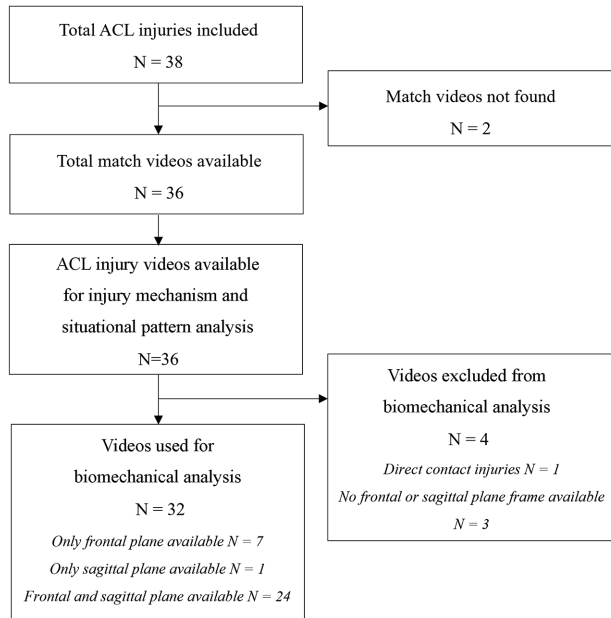 Total ACL injuries included
N = 38
Match videos not found
N = 2
Total match videos available
N = 36
ACL injury videos available
for injury mechanism and
situational pattern analysis
N=36
Videos excluded from
biomechanical analysis
N = 4
Direct contact injuries N = 1
No frontal or sagittal plane frame available
N = 3
Videos used for
biomechanical analysis
N = 32
Only frontal plane available N = 7
Only sagittal plane available N = 1
Frontal and sagittal plane available N = 24